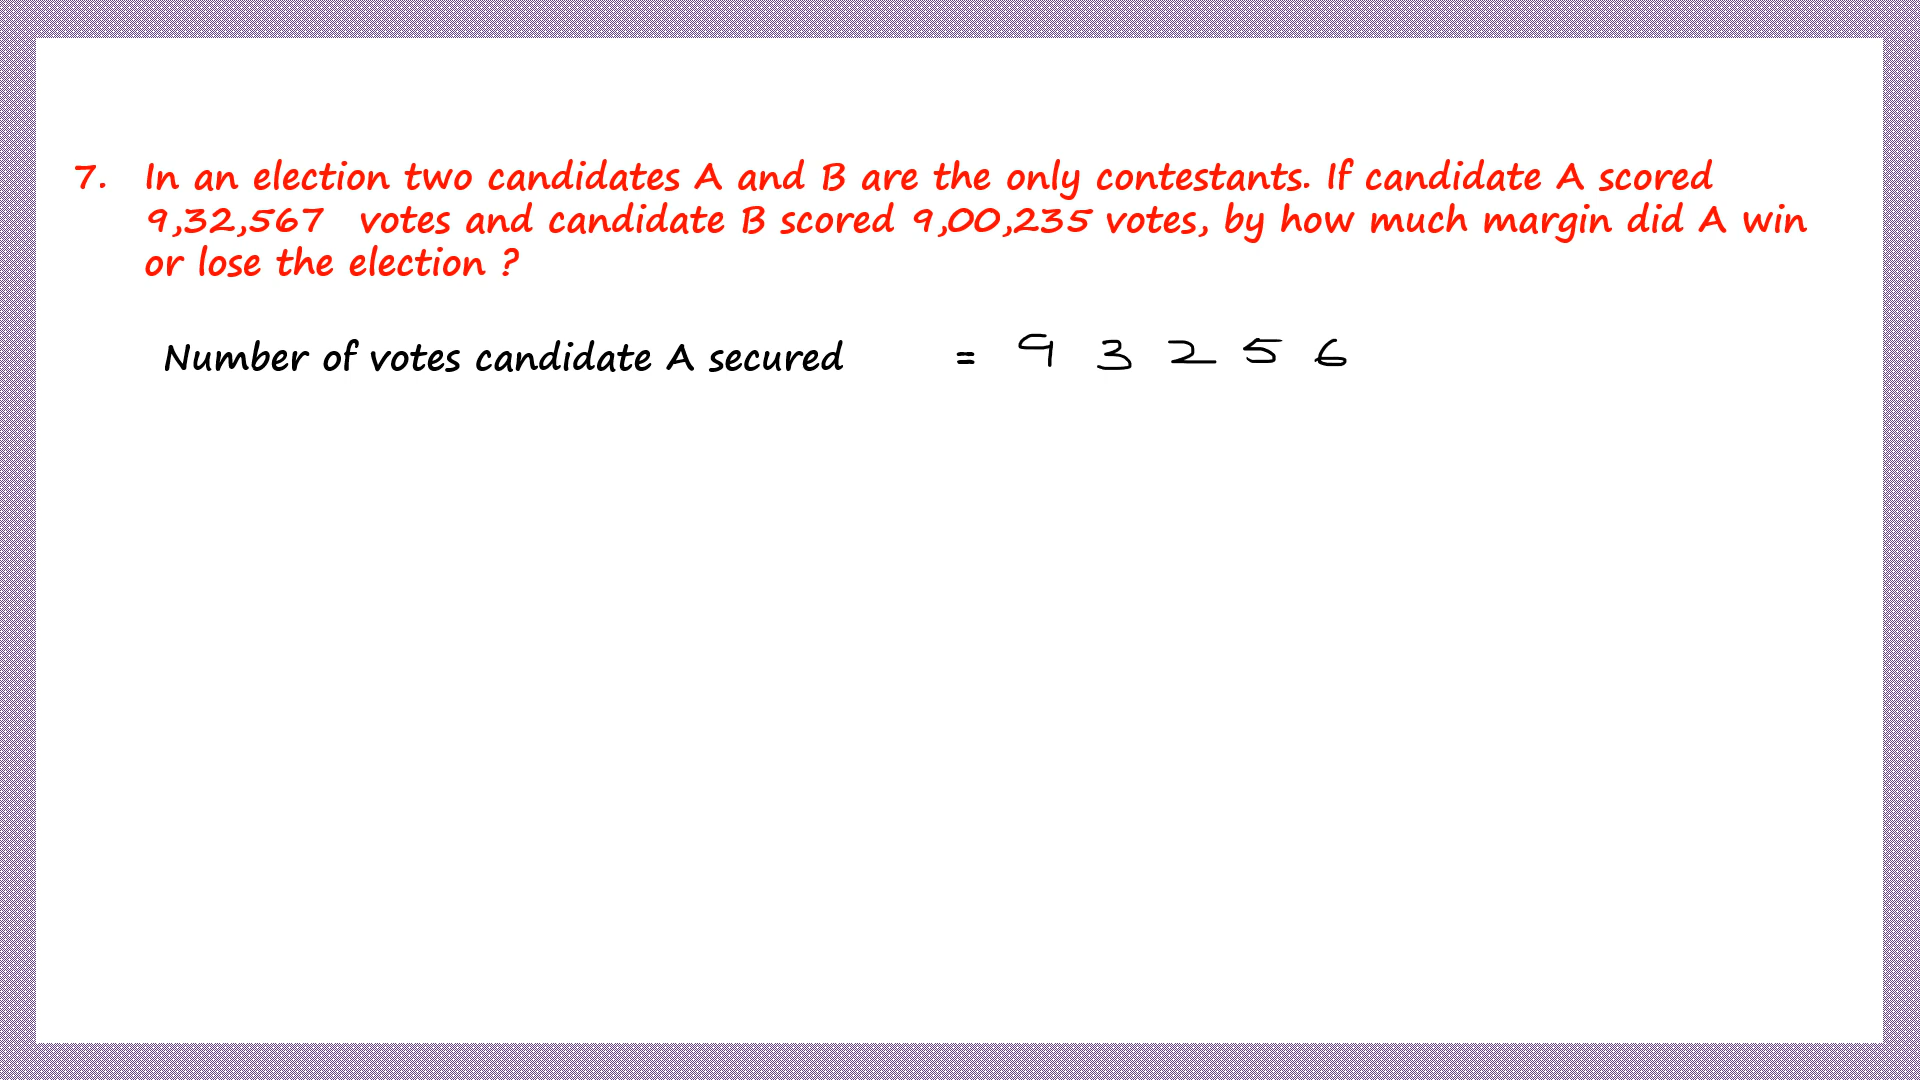 7. In an election two candidates A and B are the only contestants. If candidate A scored
9,32,567 votes and candidate B scored 9,00,235 votes, by how much margin did A win
or lose the election ?
Number of votes candidate A secured = 9 3 2 5 6